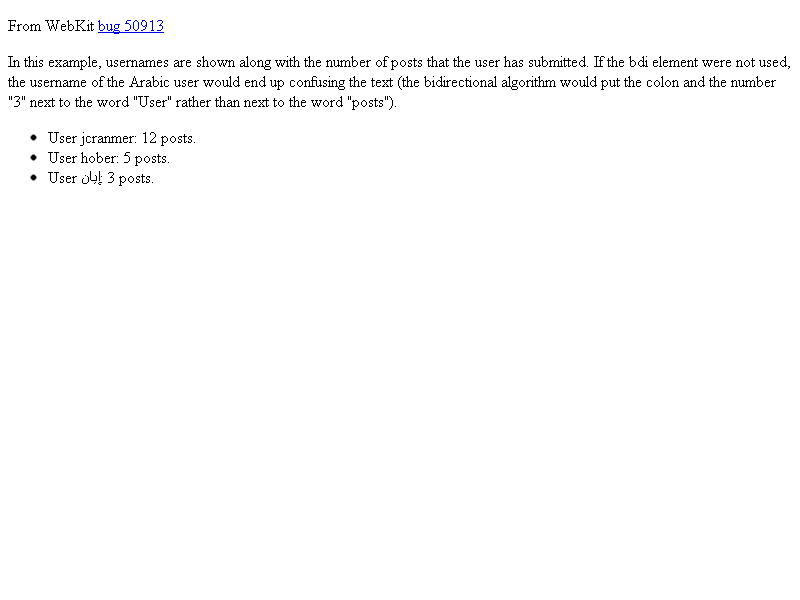 From WebKit bug 50913
In this example, usernames are shown along with the number of posts that the user has submitted. If the bdi element were not used,
the username of the Arabic user would end up confusing the text (the bidirectional algorithm would put the colon and the number
"3" next to the word "User" rather than next to the word "posts").
User jcranmer: 12 posts.
User hober: 5 posts.
User إيان: 3 posts.